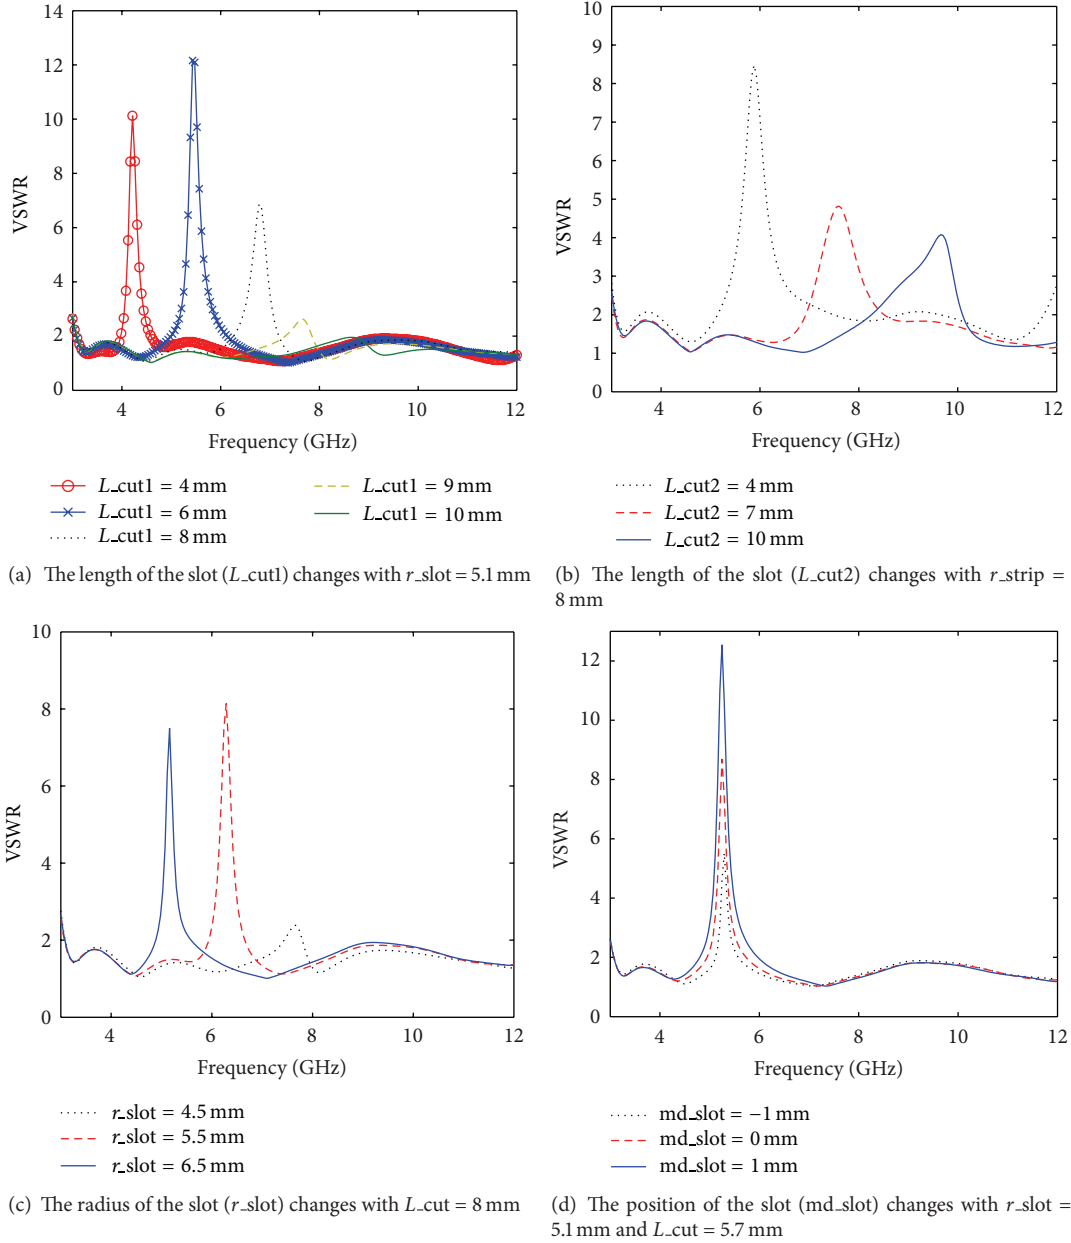 14
12
10
8
6
4
2
0
VSWR
4 6 8 10 12
Frequency (GHz)
L_cut1 = 4 mm
L_cut1 = 6 mm
L_cut1 = 8 mm
L_cut1 = 9 mm
L_cut1 = 10 mm
(a) The length of the slot (L_cut1) changes with r_slot = 5.1 mm
10
9
8
7
6
5
4
3
2
1
0
VSWR
4 6 8 10 12
Frequency (GHz)
L_cut2 = 4 mm
L_cut2 = 7 mm
L_cut2 = 10 mm
(b) The length of the slot (L_cut2) changes with r_strip =
8 mm
10
8
6
4
2
0
VSWR
4 6 8 10 12
Frequency (GHz)
r_slot = 4.5 mm
r_slot = 5.5 mm
r_slot = 6.5 mm
(c) The radius of the slot (r_slot) changes with L_cut = 8 mm
12
10
8
6
4
2
0
VSWR
4 6 8 10 12
Frequency (GHz)
md_slot = −1 mm
md_slot = 0 mm
md_slot = 1 mm
(d) The position of the slot (md_slot) changes with r_slot =
5.1 mm and L_cut = 5.7 mm